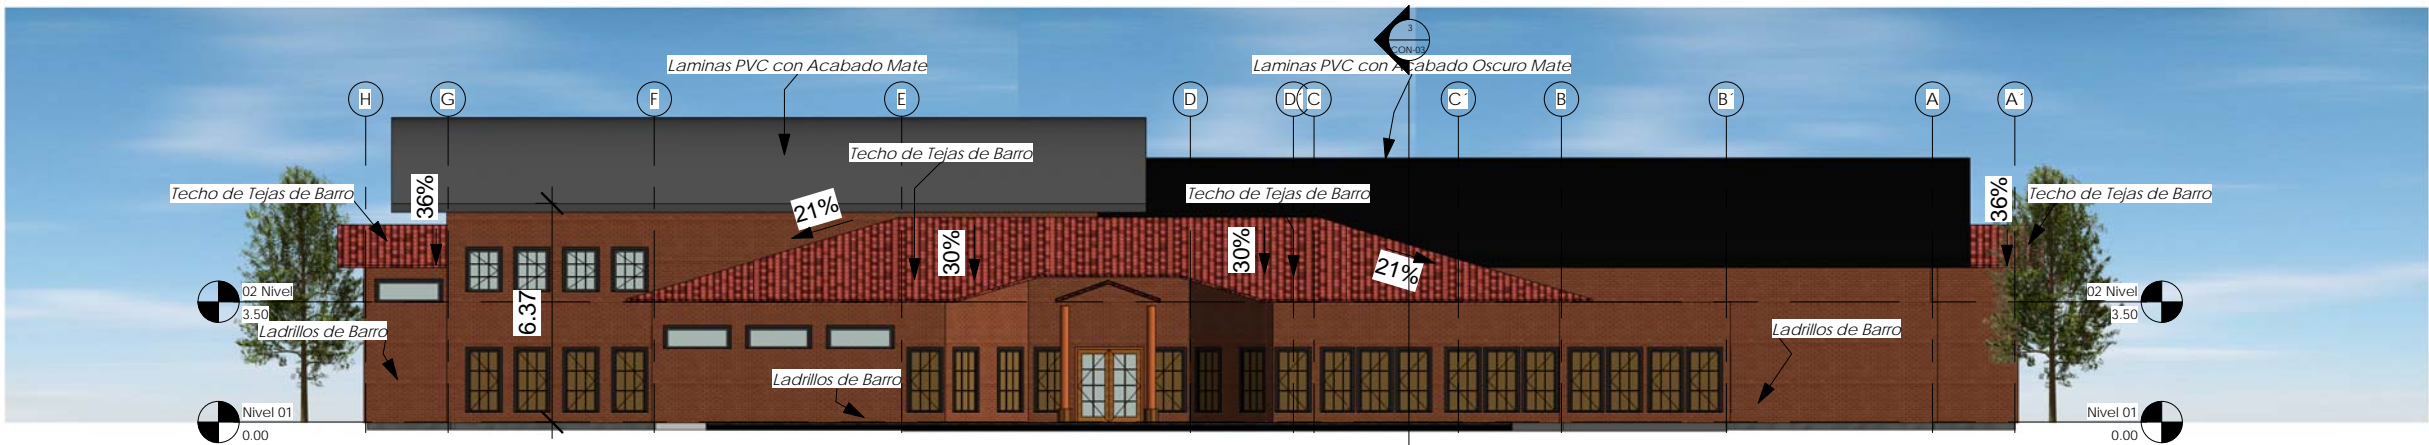 3
CON-03
Laminas PVC con Acabado Mate
Laminas PVC con Acabado Oscuro Mate
H
G
F
E
D
D´
C
C´
B
B´
A
A´
Techo de Tejas de Barro
Techo de Tejas de Barro
36%
Techo de Tejas de Barro
36%
Techo de Tejas de Barro
21%
30%
30%
21%
02 Nivel
3.50
6.37
02 Nivel
3.50
Ladrillos de Barro
Ladrillos de Barro
Ladrillos de Barro
Nivel 01
0.00
Nivel 01
0.00